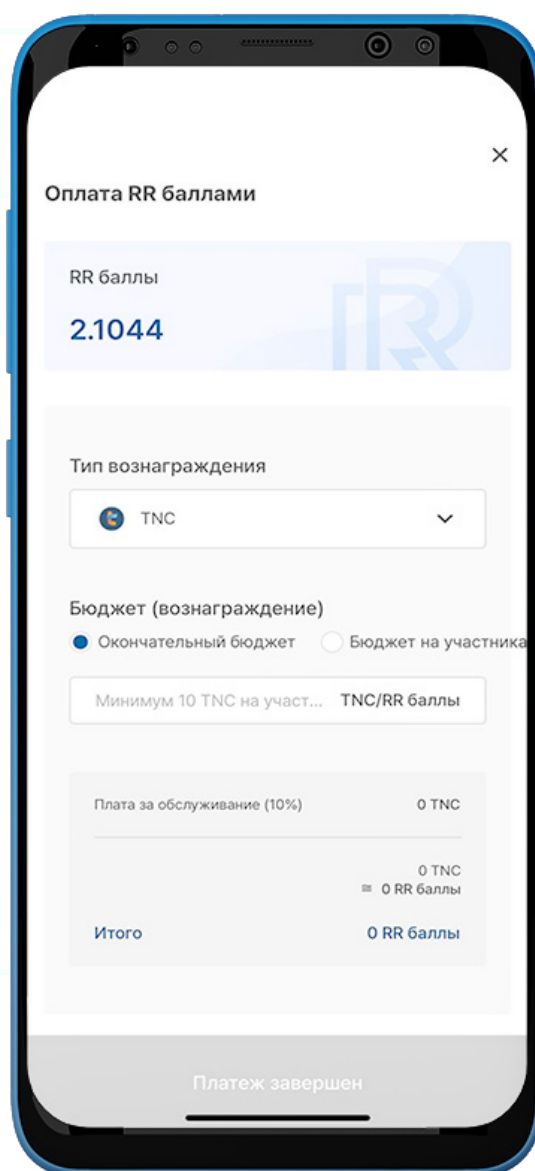 Оплата RR баллами
RR баллы
2.1044
Тип вознаграждения
TNC
Бюджет (вознаграждение)
Окончательный бюджет Бюджет на участника
Минимум 10 TNC на участ... TNC/RR баллы
Плата за обслуживание (10%) 0 TNC
0 TNC
≅ 0 RR баллы
Итого 0 RR баллы
Платеж завершен